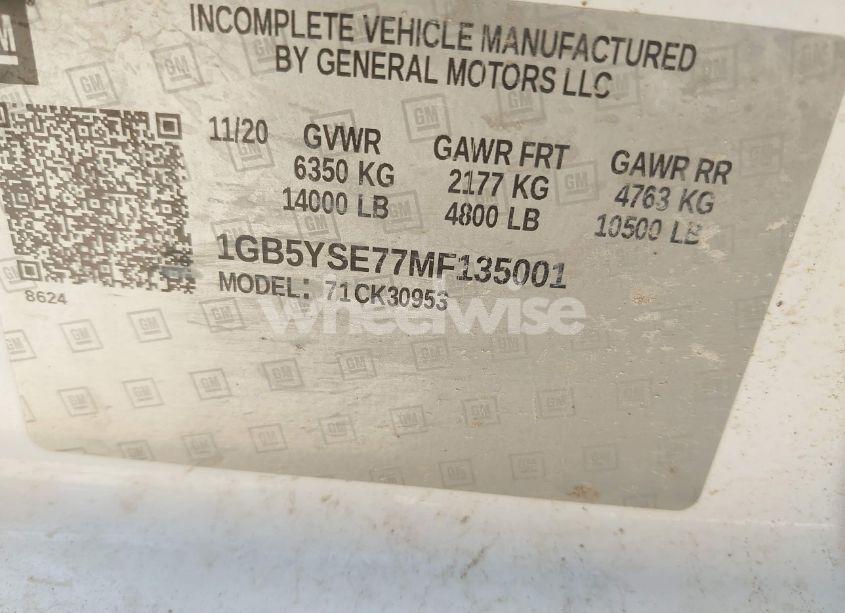 GM
INCOMPLETE VEHICLE MANUFACTURED
BY GENERAL MOTORS LLC
11/20 GVWR GAWR FRT GAWR RR
6350 KG 2177 KG 4763 KG
14000 LB 4800 LB 10500 LB
1GB5YSE77MF135001
MODEL: 71CK30953
8624
wheelwise